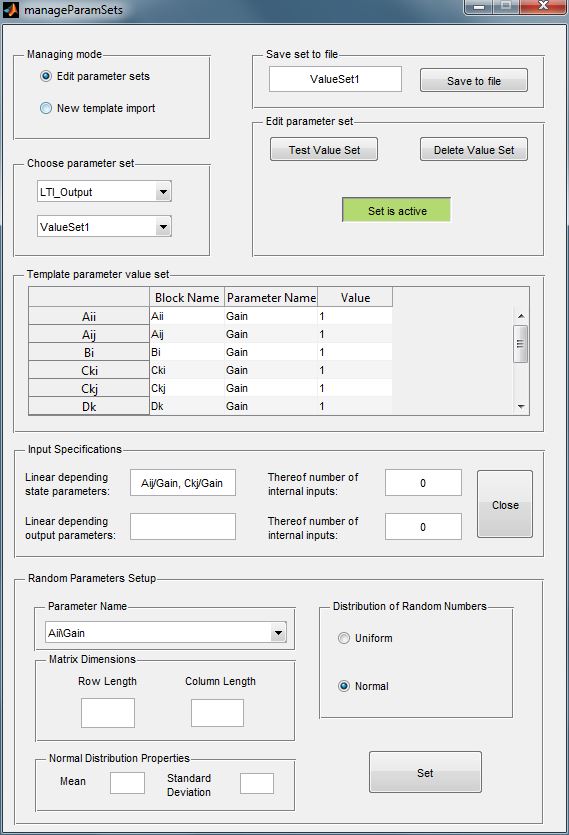 manageParamSets
Managing mode
Edit parameter sets
New template import
Save set to file
ValueSet1
Save to file
Edit parameter set
Test Value Set
Delete Value Set
Set is active
Choose parameter set
LTI_Output
ValueSet1
Template parameter value set
Block Name Parameter Name Value
Aii Aii Gain 1
Aij Aij Gain 1
Bi Bi Gain 1
Cki Cki Gain 1
Ckj Ckj Gain 1
Dk Dk Gain 1
Input Specifications
Linear depending
state parameters:
Aij/Gain, Ckj/Gain
Thereof number of
internal inputs:
0
Linear depending
output parameters:
Thereof number of
internal inputs:
0
Close
Random Parameters Setup
Parameter Name
Aii\Gain
Matrix Dimensions
Row Length Column Length
Normal Distribution Properties
Mean
Standard
Deviation
Distribution of Random Numbers
Uniform
Normal
Set